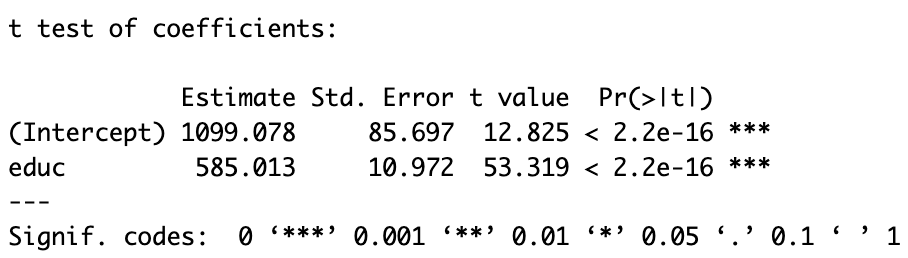 t test of coefficients:
Estimate Std. Error t value Pr(>|t|)
(Intercept) 1099.078 85.697 12.825 < 2.2e-16 ***
educ 585.013 10.972 53.319 < 2.2e-16 ***
---
Signif. codes: 0 ‘***’ 0.001 ‘**’ 0.01 ‘*’ 0.05 ‘.’ 0.1 ‘ ’ 1